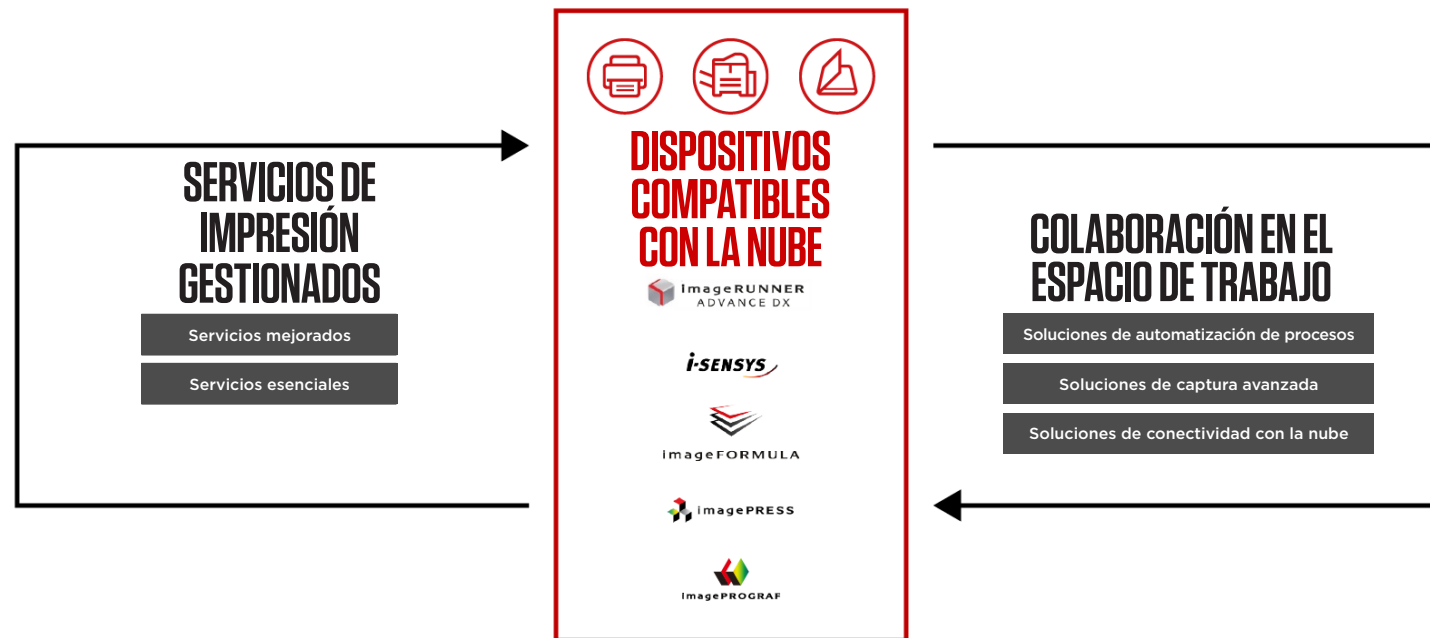 SERVICIOS DE
IMPRESIÓN
GESTIONADOS
Servicios mejorados
Servicios esenciales
DISPOSITIVOS
COMPATIBLES
CON LA NUBE
imageRUNNER
ADVANCE DX
i-SENSYS
imageFORMULA
imagePRESS
imagePROGRAF
COLABORACIÓN EN EL
ESPACIO DE TRABAJO
Soluciones de automatización de procesos
Soluciones de captura avanzada
Soluciones de conectividad con la nube